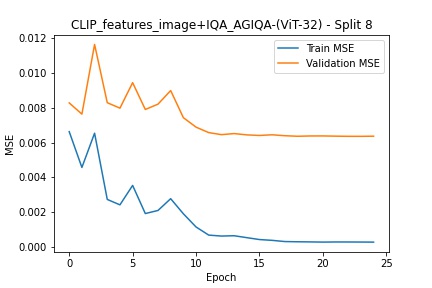 CLIP_features_image+IQA_AGIQA-(ViT-32) - Split 8
Train MSE
Validation MSE
MSE
0.012
0.010
0.008
0.006
0.004
0.002
0.000
0 5 10 15 20 25
Epoch